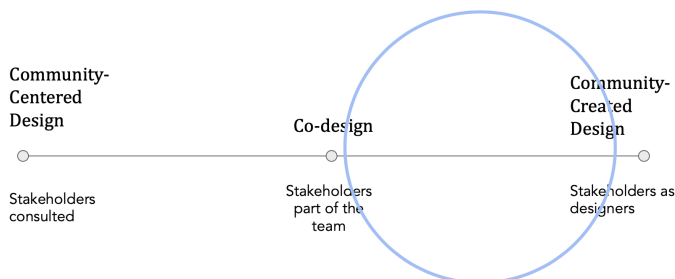 Community-
Centered
Design
Co-design
Community-
Created
Design
Stakeholders
consulted
Stakeholders
part of the
team
Stakeholders as
designers